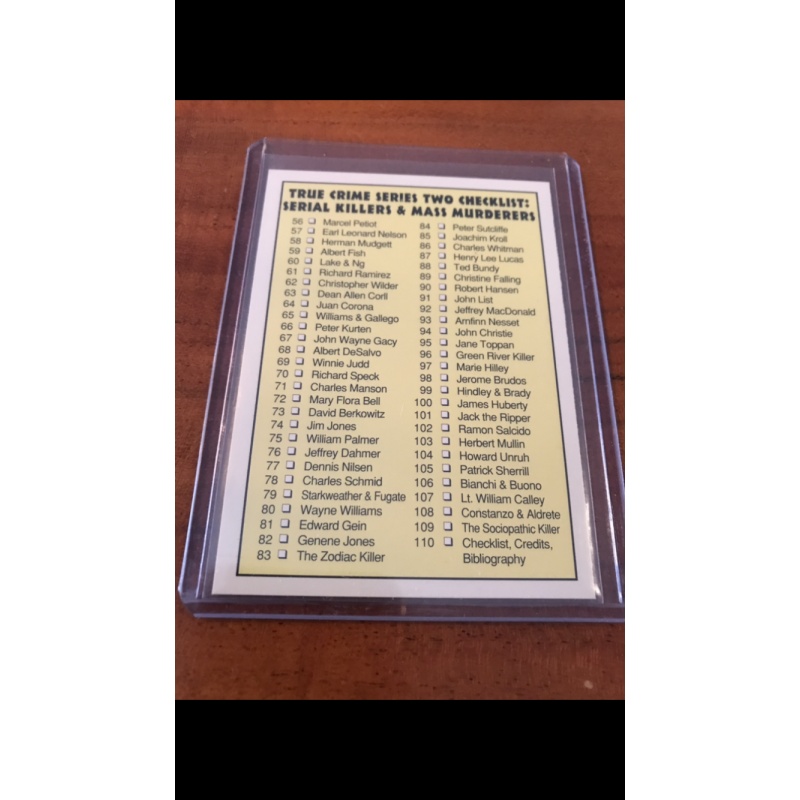 TRUE CRIME SERIES TWO CHECKLIST:
SERIAL KILLERS & MASS MURDERERS
56 Marcel Petiot
57 Earl Leonard Nelson
58 Herman Mudgett
59 Albert Fish
60 Lake & Ng
61 Richard Ramirez
62 Christopher Wilder
63 Dean Allen Corll
64 Juan Corona
65 Williams & Gallego
66 Peter Kurten
67 John Wayne Gacy
68 Albert DeSalvo
69 Winnie Judd
70 Richard Speck
71 Charles Manson
72 Mary Flora Bell
73 David Berkowitz
74 Jim Jones
75 William Palmer
76 Jeffrey Dahmer
77 Dennis Nilsen
78 Charles Schmid
79 Starkweather & Fugate
80 Wayne Williams
81 Edward Gein
82 Genene Jones
83 The Zodiac Killer
84 Peter Sutcliffe
85 Joachim Kroll
86 Charles Whitman
87 Henry Lee Lucas
88 Ted Bundy
89 Christine Falling
90 Robert Hansen
91 John List
92 Jeffrey MacDonald
93 Arnfinn Nesset
94 John Christie
95 Jane Toppan
96 Green River Killer
97 Marie Hilley
98 Jerome Brudos
99 Hindley & Brady
100 James Huberty
101 Jack the Ripper
102 Ramon Salcido
103 Herbert Mullin
104 Howard Unruh
105 Patrick Sherrill
106 Bianchi & Buono
107 Lt. William Calley
108 Constanzo & Aldrete
109 The Sociopathic Killer
110 Checklist, Credits,
Bibliography